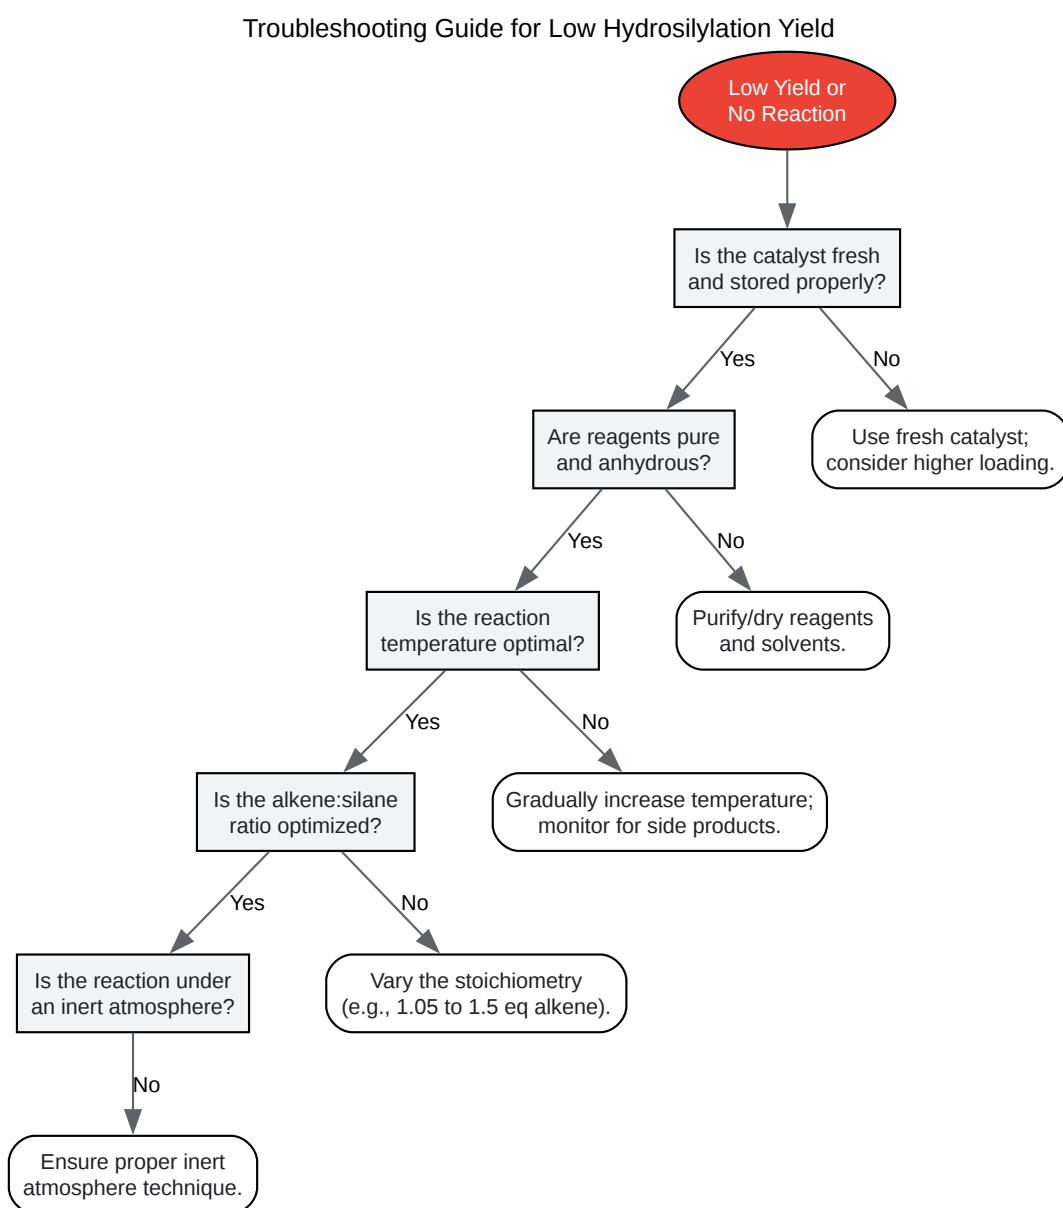 Troubleshooting Guide for Low Hydrosilylation Yield
Low Yield or
No Reaction
Is the catalyst fresh
and stored properly?
Yes
No
Are reagents pure
and anhydrous?
Use fresh catalyst;
consider higher loading.
Yes
No
Is the reaction
temperature optimal?
Purify/dry reagents
and solvents.
Yes
No
Is the alkene:silane
ratio optimized?
Gradually increase temperature;
monitor for side products.
Yes
No
Is the reaction under
an inert atmosphere?
Vary the stoichiometry
(e.g., 1.05 to 1.5 eq alkene).
No
Ensure proper inert
atmosphere technique.